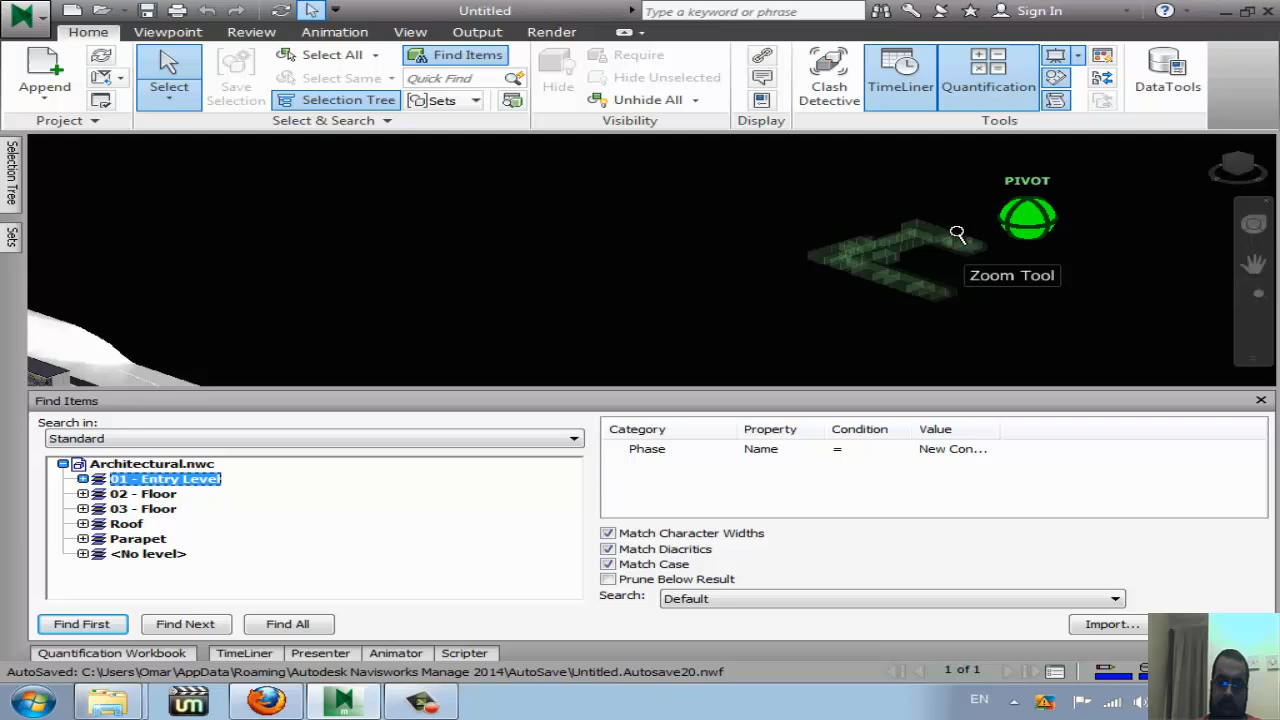 Untitled
Type a keyword or phrase
Sign In
Home Viewpoint Review Animation View Output Render
Append
Project
Select
Save Selection
Select All
Select Same
Selection Tree
Find Items
Quick Find
Sets
Select & Search
Hide
Require
Hide Unselected
Unhide All
Visibility
Display
Clash Detective
TimeLiner
Quantification
DataTools
Tools
Selection Tree
Sets
PIVOT
Zoom Tool
Find Items
Search in:
Standard
Architectural.nwc
01 - Entry Level
02 - Floor
03 - Floor
Roof
Parapet
<No level>
Category Property Condition Value
Phase Name = New Con...
Match Character Widths
Match Diacritics
Match Case
Prune Below Result
Search: Default
Find First Find Next Find All Import...
Quantification Workbook TimeLiner Presenter Animator Scripter
AutoSaved: C:\Users\Omar\AppData\Roaming\Autodesk Navisworks Manage 2014\AutoSave\Untitled.Autosave20.nwf
1 of 1
EN